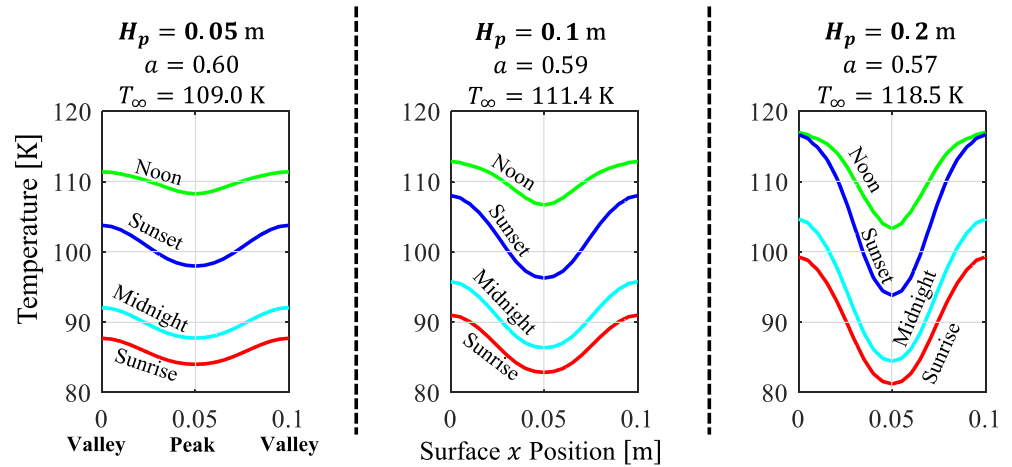 H_p = 0.05 m
a = 0.60
T_∞ = 109.0 K
H_p = 0.1 m
a = 0.59
T_∞ = 111.4 K
H_p = 0.2 m
a = 0.57
T_∞ = 118.5 K
Temperature [K]
120
110
100
90
80
Noon
Sunset
Midnight
Sunrise
0
0.05
0.1
Valley
Peak
Valley
120
110
100
90
80
Noon
Sunset
Midnight
Sunrise
0
0.05
0.1
Surface x Position [m]
120
110
100
90
80
Noon
Sunset
Midnight
Sunrise
0
0.05
0.1